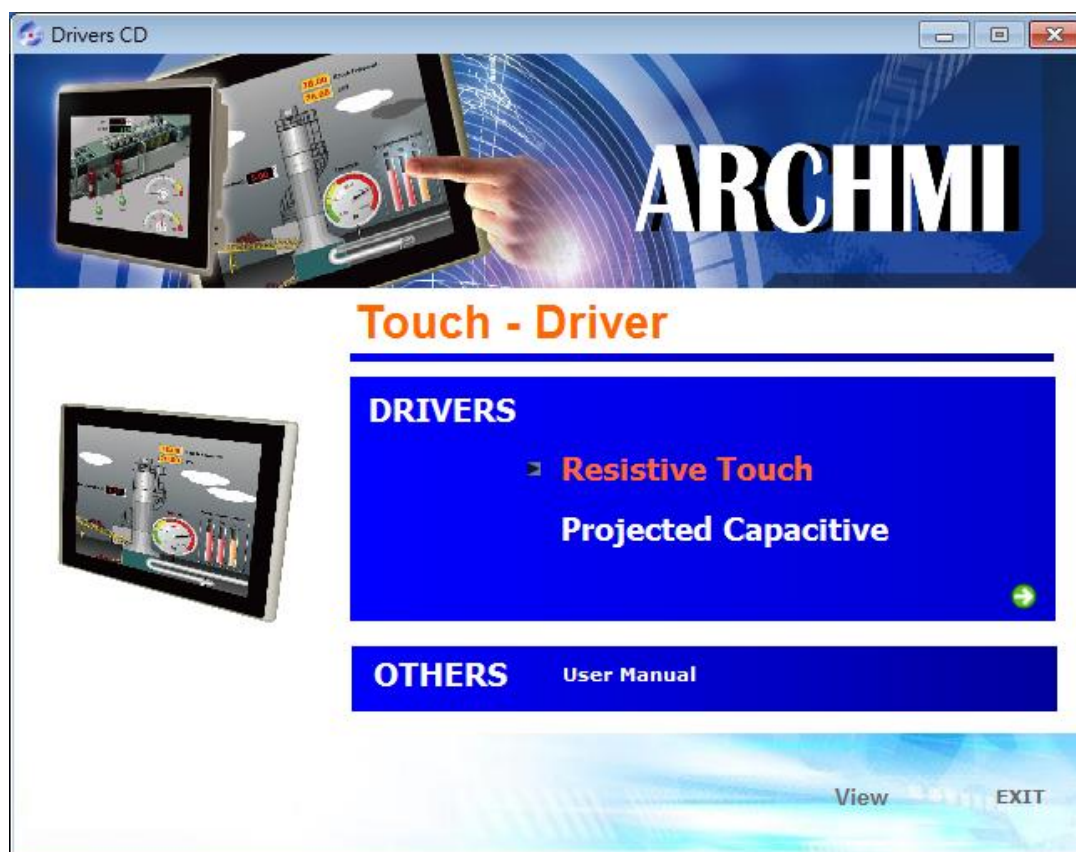 Drivers CD
ARCHMI
Touch - Driver
DRIVERS
Resistive Touch
Projected Capacitive
OTHERS User Manual
View EXIT